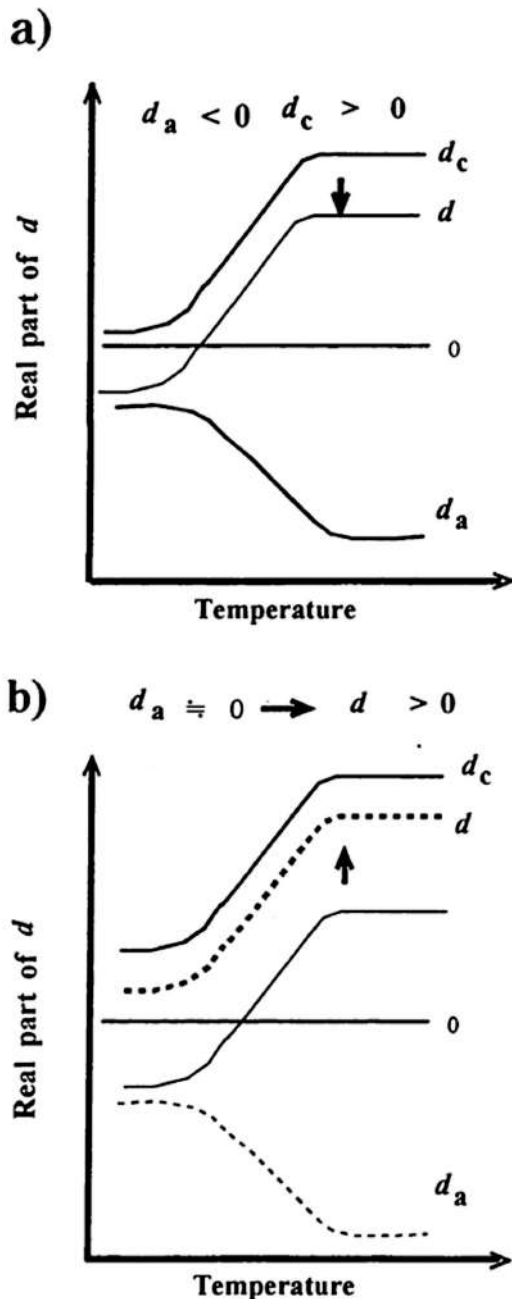 a)
d_a < 0 d_c > 0
d_c
d
0
d_a
Real part of d
Temperature
b)
d_a ≒ 0 → d > 0
d_c
d
0
d_a
Real part of d
Temperature